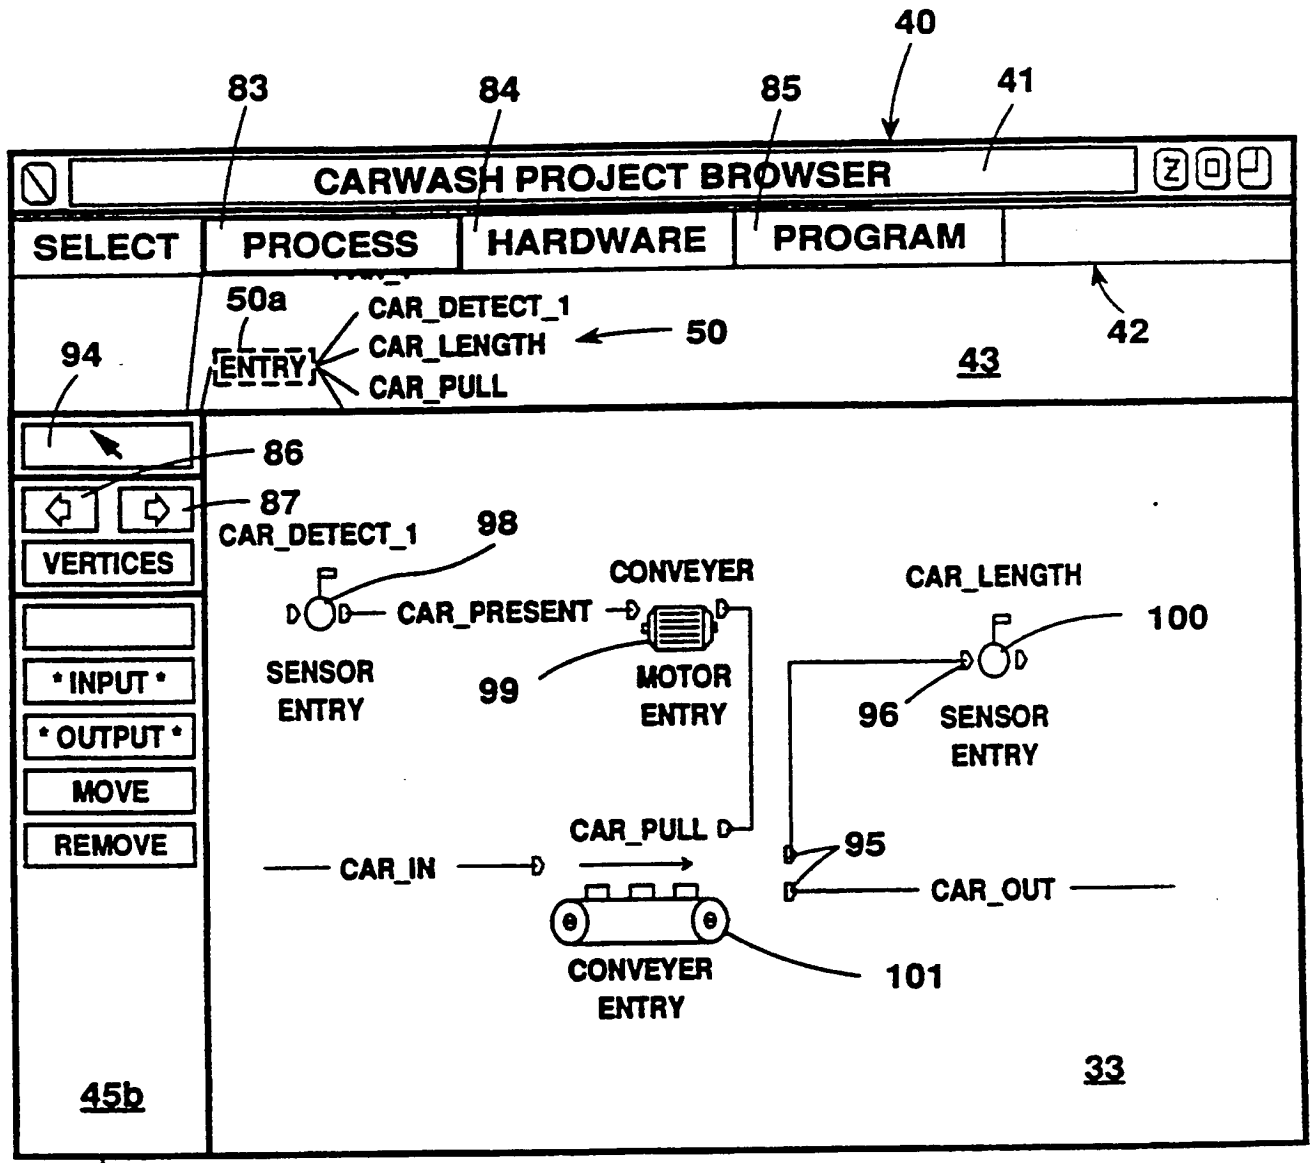 40
83 84 85 41
CARWASH PROJECT BROWSER
Z
SELECT PROCESS HARDWARE PROGRAM
50a
CAR_DETECT_1
42
50
CAR_LENGTH
94
ENTRY
43
CAR_PULL
86
87
CAR_DETECT_1
98
VERTICES
CONVEYER
CAR_LENGTH
CAR_PRESENT
100
* INPUT *
SENSOR
ENTRY
99
MOTOR
ENTRY
96
SENSOR
ENTRY
* OUTPUT *
MOVE
REMOVE
CAR_PULL
95
CAR_IN
CAR_OUT
CONVEYER
ENTRY
101
33
45b